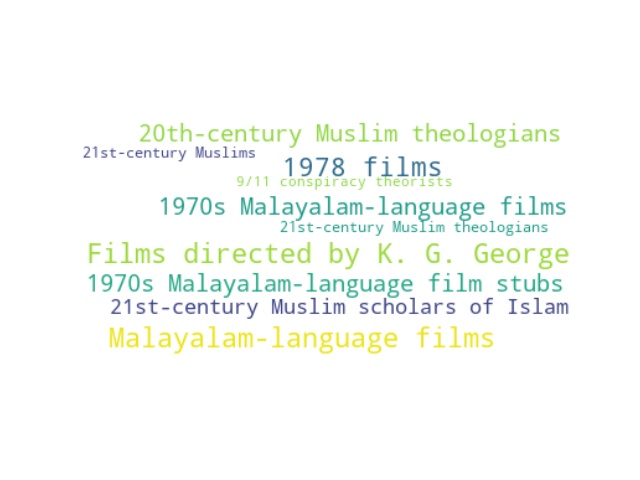 20th-century Muslim theologians
21st-century Muslims
1978 films
9/11 conspiracy theorists
1970s Malayalam-language films
21st-century Muslim theologians
Films directed by K. G. George
1970s Malayalam-language film stubs
21st-century Muslim scholars of Islam
Malayalam-language films